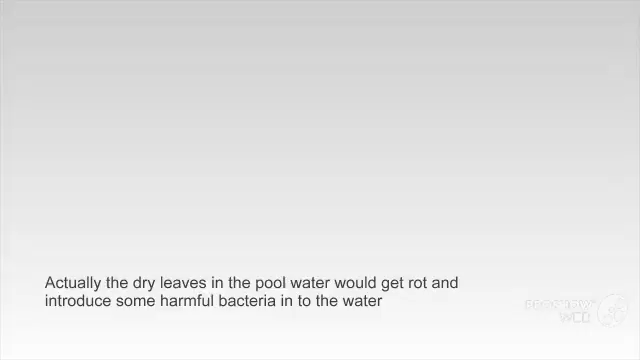 Actually the dry leaves in the pool water would get rot and
introduce some harmful bacteria in to the water
WEB